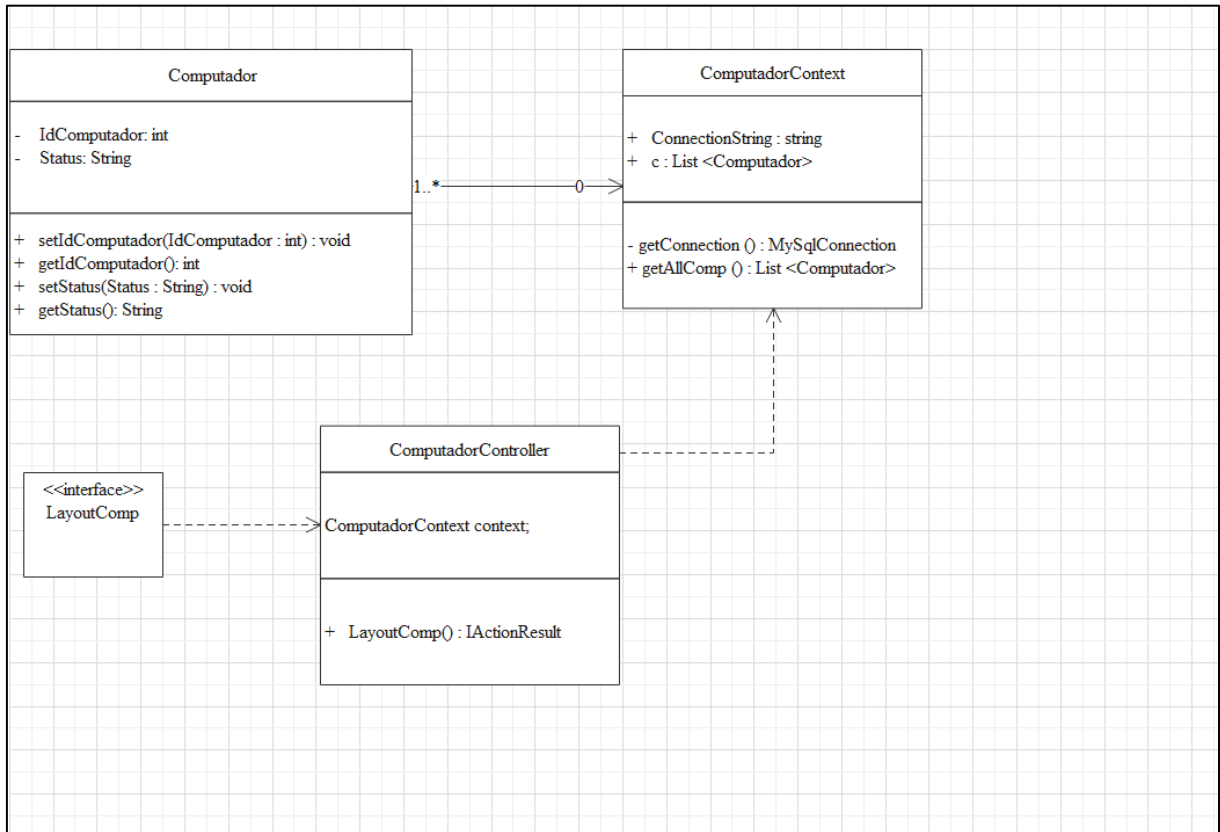 Computador
- IdComputador: int
- Status: String
+ setIdComputador(IdComputador : int) : void
+ getIdComputador(): int
+ setStatus(Status : String) : void
+ getStatus(): String
1..*
0
ComputadorContext
+ ConnectionString : string
+ c : List <Computador>
- getConnection () : MySqlConnection
+ getAllComp () : List <Computador>
<<interface>>
LayoutComp
ComputadorController
ComputadorContext context;
+ LayoutComp() : IActionResult